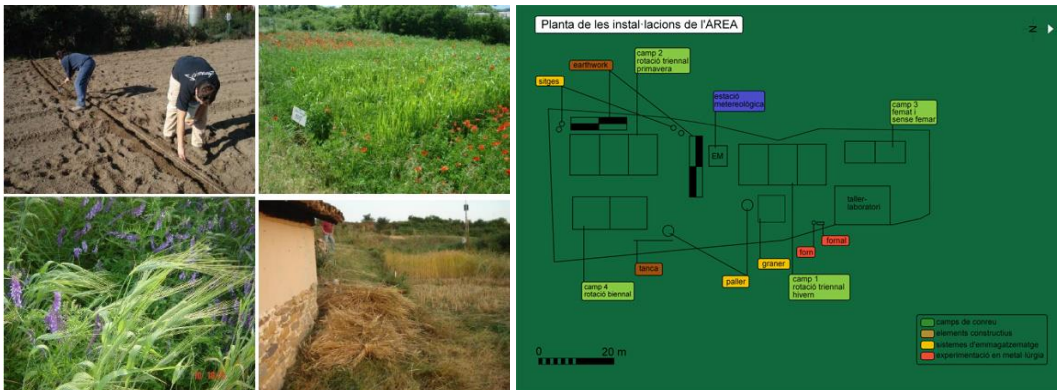 Planta de les instal·lacions de l'ÀREA
N
earthwork
camp 2
rotació triennal
primavera
sitges
estació
metereològica
camp 3
femat i
sense femar
EM
taller-
laboratori
fornal
forn
graner
tanca
paller
camp 1
rotació triennal
hivern
camp 4
rotació biennal
camps de conreu
elements constructius
sistemes d'emmagatzematge
experimentació en metal·lúrgia
0 20 m